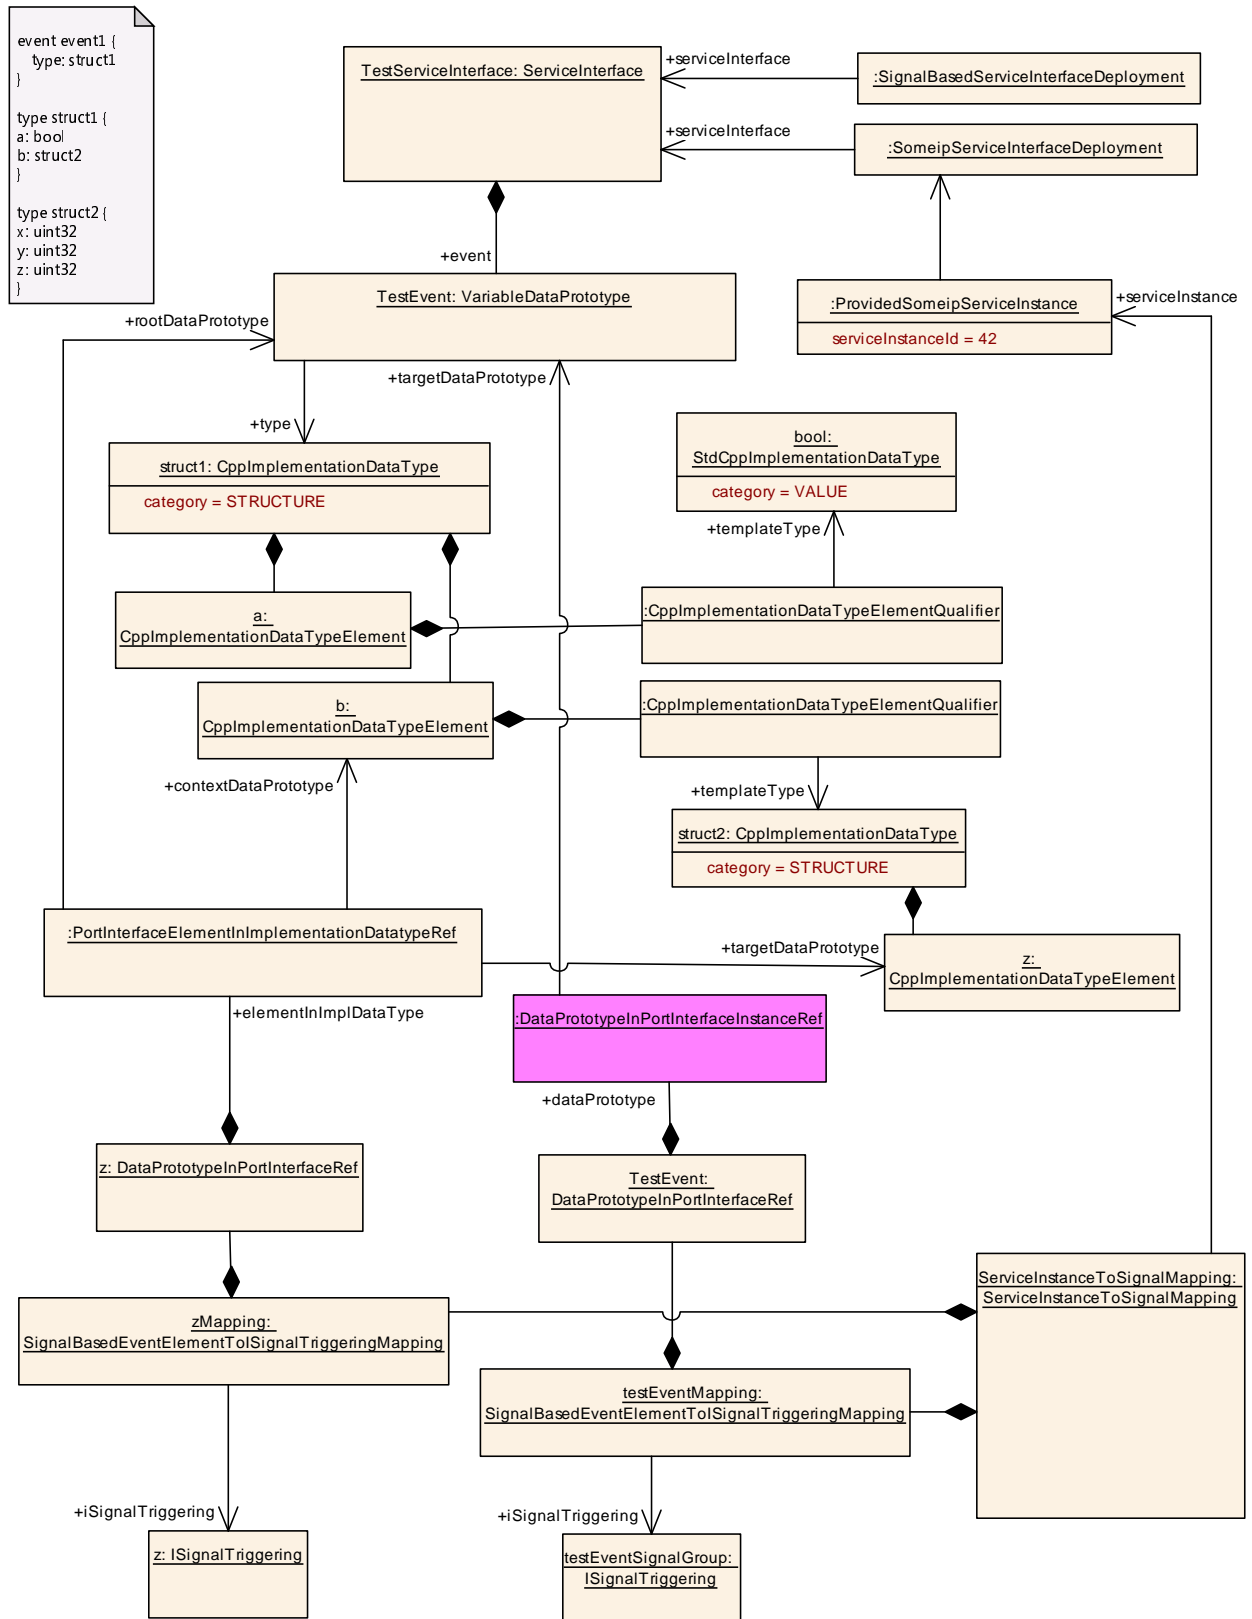 event event1 {
type: struct1
}
type struct1 {
a: bool
b: struct2
}
type struct2 {
x: uint32
y: uint32
z: uint32
}
TestServiceInterface: ServiceInterface
+serviceInterface
:SignalBasedServiceInterfaceDeployment
+serviceInterface
:SomeipServiceInterfaceDeployment
+event
TestEvent: VariableDataPrototype
:ProvidedSomeipServiceInstance
serviceInstanceId = 42
+serviceInstance
+rootDataPrototype
+targetDataPrototype
+type
struct1: CppImplementationDataType
category = STRUCTURE
bool:
StdCppImplementationDataType
category = VALUE
+templateType
a:
CppImplementationDataTypeElement
:CppImplementationDataTypeElementQualifier
b:
CppImplementationDataTypeElement
:CppImplementationDataTypeElementQualifier
+contextDataPrototype
+templateType
struct2: CppImplementationDataType
category = STRUCTURE
:PortInterfaceElementInImplementationDatatypeRef
+targetDataPrototype
z:
CppImplementationDataTypeElement
+elementInImplDataType
:DataPrototypeInPortInterfaceInstanceRef
+dataPrototype
z: DataPrototypeInPortInterfaceRef
TestEvent:
DataPrototypeInPortInterfaceRef
ServiceInstanceToSignalMapping:
ServiceInstanceToSignalMapping
zMapping:
SignalBasedEventElementToISignalTriggeringMapping
testEventMapping:
SignalBasedEventElementToISignalTriggeringMapping
+iSignalTriggering
+iSignalTriggering
z: ISignalTriggering
testEventSignalGroup:
ISignalTriggering